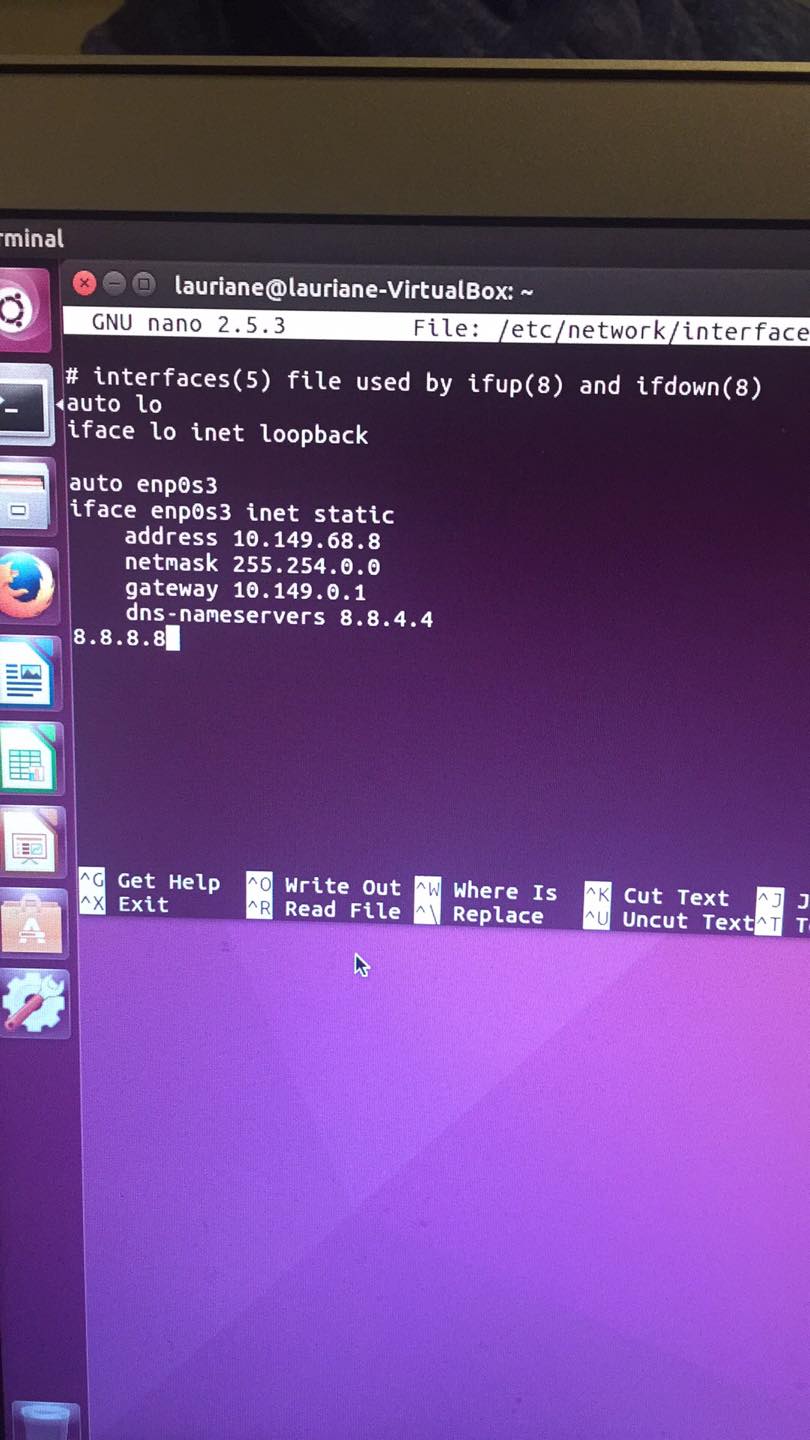 lauriane@lauriane-VirtualBox: ~
GNU nano 2.5.3 File: /etc/network/interface
# interfaces(5) file used by ifup(8) and ifdown(8)
auto lo
iface lo inet loopback
auto enp0s3
iface enp0s3 inet static
address 10.149.68.8
netmask 255.254.0.0
gateway 10.149.0.1
dns-nameservers 8.8.4.4
8.8.8.8
^G Get Help ^O Write Out ^W Where Is ^K Cut Text ^J J
^X Exit ^R Read File ^\ Replace ^U Uncut Text ^T T